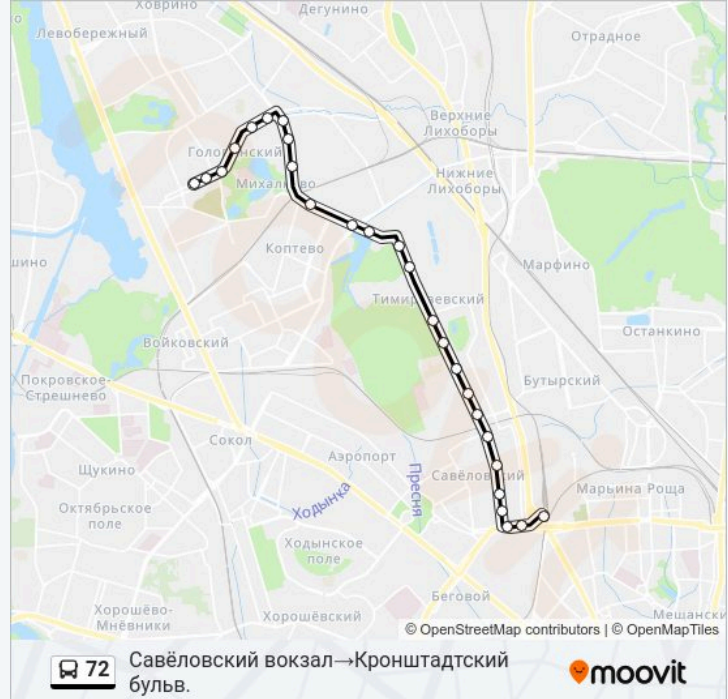 Ховрино
Дегунино
Левобережный
Отрадное
Верхние
Лихоборы
Головинский
Нижние
Лихоборы
Михалково
Коптево
Марфино
шино
Тимирязевский
Останкино
Войковский
Покровское-
Стрешнево
Бутырский
Сокол
Аэропорт
Щукино
Пресня
Савёловский
Марьина Роща
Октябрьское
поле
Ходынка
Ходынское
поле
Беговой
Хорошёво-
Мнёвники
Хорошёвский
Мещански
© OpenStreetMap contributors | © OpenMapTiles
72
Савёловский вокзал→Кронштадтский
бульв.
moovit